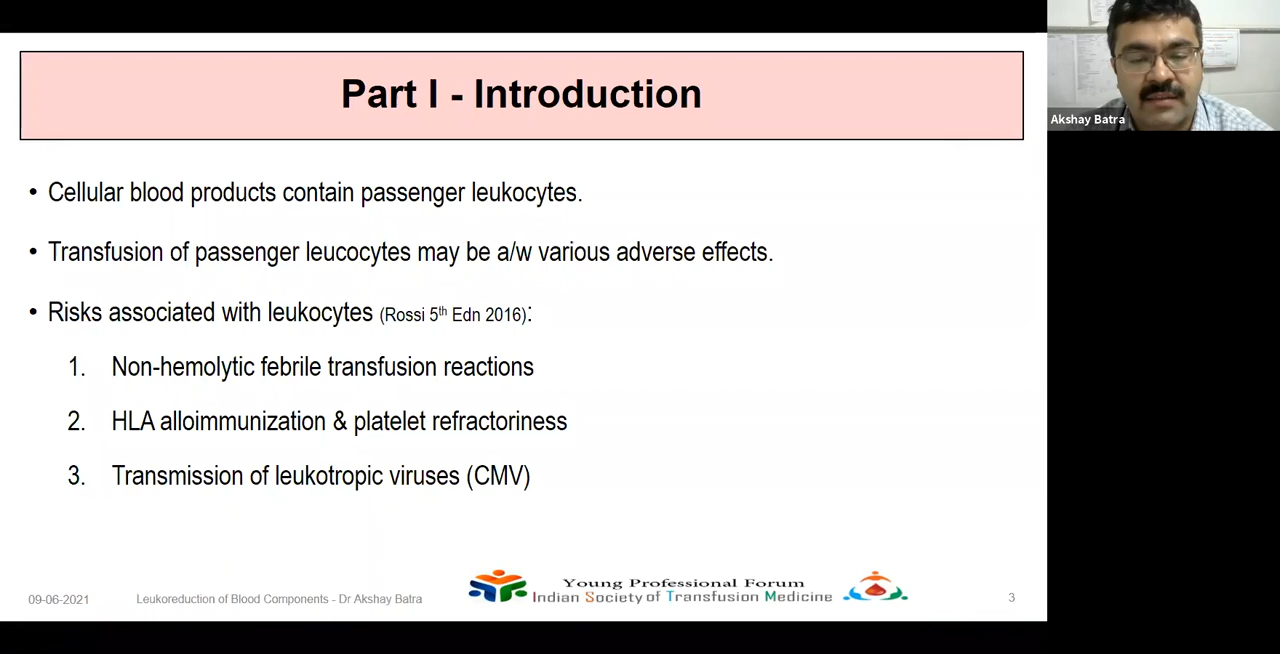 Part I - Introduction
Akshay Batra
• Cellular blood products contain passenger leukocytes.
• Transfusion of passenger leucocytes may be a/w various adverse effects.
• Risks associated with leukocytes (Rossi 5th Edn 2016):
1. Non-hemolytic febrile transfusion reactions
2. HLA alloimmunization & platelet refractoriness
3. Transmission of leukotropic viruses (CMV)
Young Professional Forum
Indian Society of Transfusion Medicine
09-06-2021
Leukoreduction of Blood Components - Dr Akshay Batra
3